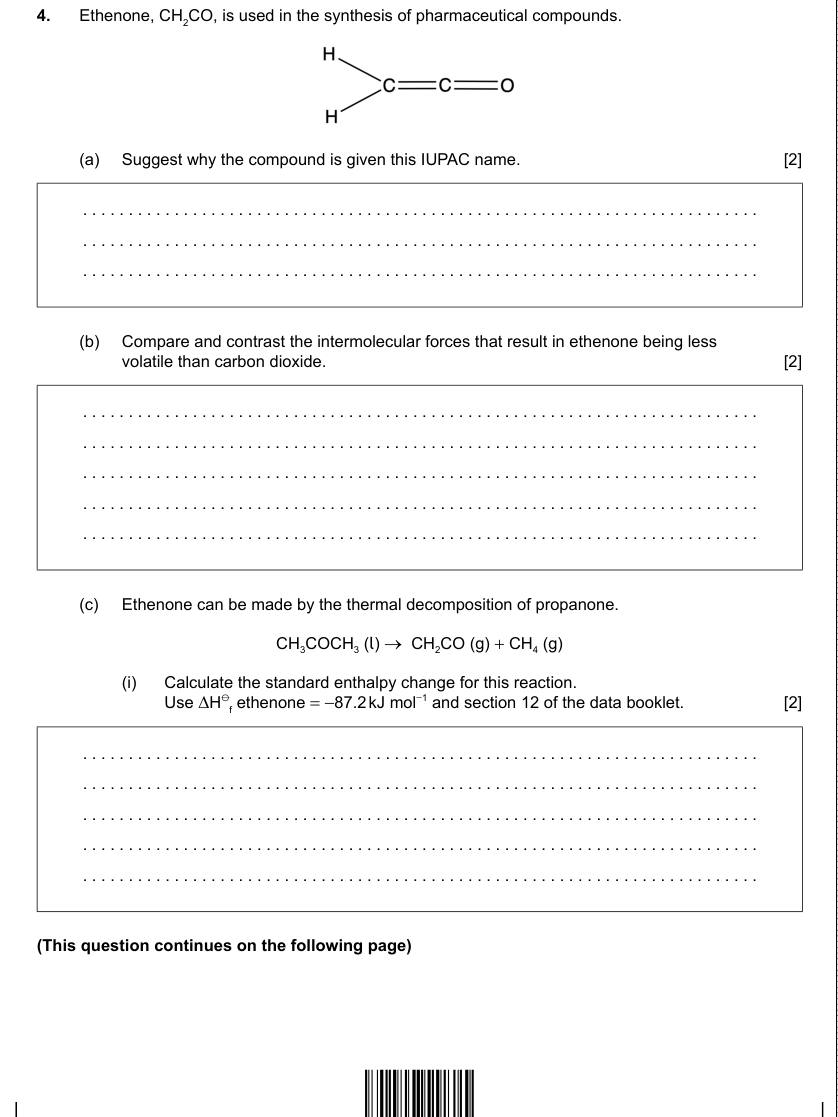 4. Ethenone, CH₂CO, is used in the synthesis of pharmaceutical compounds.
H
C=C=O
H
(a) Suggest why the compound is given this IUPAC name. [2]
(b) Compare and contrast the intermolecular forces that result in ethenone being less
volatile than carbon dioxide. [2]
(c) Ethenone can be made by the thermal decomposition of propanone.
CH₃COCH₃ (l) → CH₂CO (g) + CH₄ (g)
(i) Calculate the standard enthalpy change for this reaction.
Use ΔH⦵f ethenone = −87.2 kJ mol⁻¹ and section 12 of the data booklet. [2]
(This question continues on the following page)